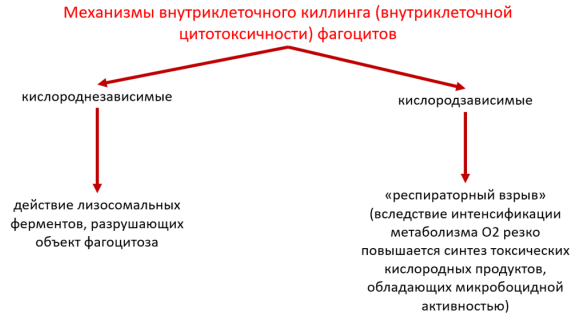 Механизмы внутриклеточного киллинга (внутриклеточной
цитотоксичности) фагоцитов
кислороднезависимые
кислородзависимые
действие лизосомальных
ферментов, разрушающих
объект фагоцитоза
«респираторный взрыв»
(вследствие интенсификации
метаболизма О2 резко
повышается синтез токсических
кислородных продуктов,
обладающих микробоцидной
активностью)